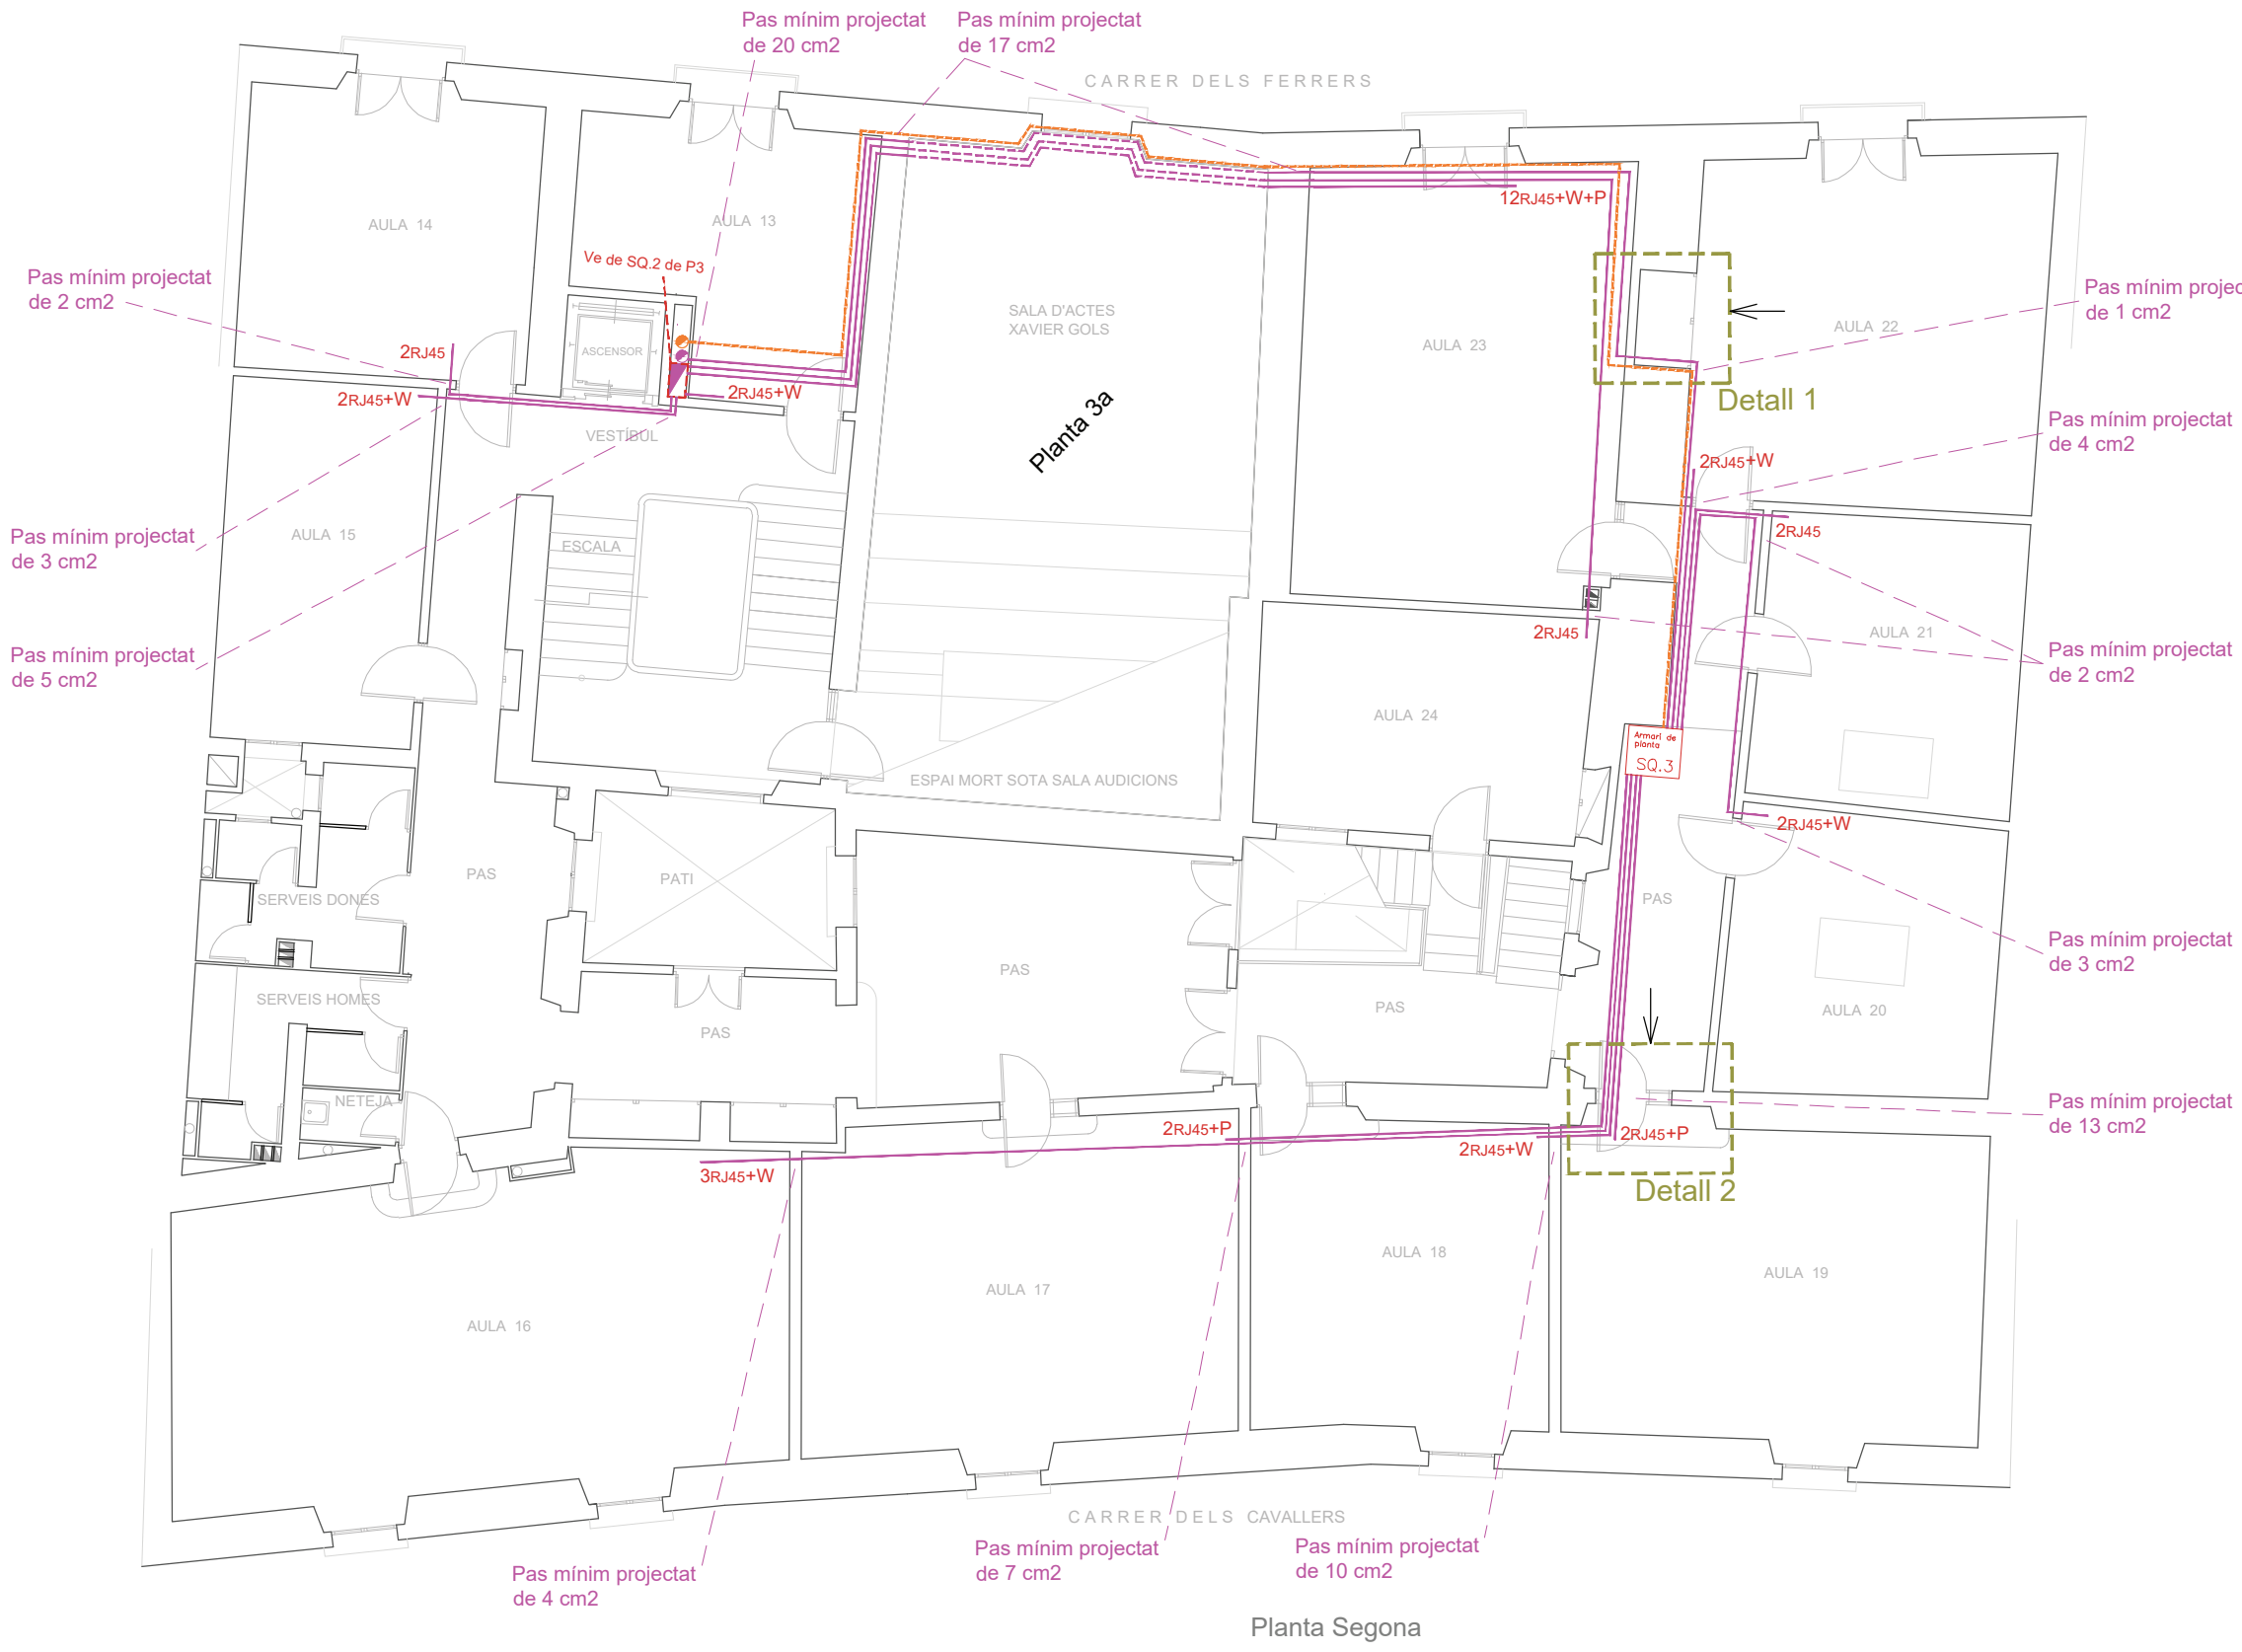 Pas mínim projectat
de 20 cm2
Pas mínim projectat
de 17 cm2
CARRER DELS FERRERS
AULA 14
AULA 13
12RJ45+W+P
Ve de SQ.2 de P3
Pas mínim projectat
de 2 cm2
SALA D'ACTES
XAVIER GOLS
Pas mínim projec
de 1 cm2
AULA 22
ASCENSOR
2RJ45
AULA 23
2RJ45+W
2RJ45+W
Detall 1
Planta 3a
VESTÍBUL
Pas mínim projectat
de 4 cm2
2RJ45+W
Pas mínim projectat
de 3 cm2
AULA 15
ESCALA
2RJ45
2RJ45
AULA 21
Pas mínim projectat
de 5 cm2
Pas mínim projectat
de 2 cm2
AULA 24
Armari de
planta
SQ.3
ESPAI MORT SOTA SALA AUDICIONS
2RJ45+W
PAS
PATI
SERVEIS DONES
PAS
PAS
Pas mínim projectat
de 3 cm2
SERVEIS HOMES
PAS
PAS
AULA 20
NETEJA
Pas mínim projectat
de 13 cm2
2RJ45+P
2RJ45+W
2RJ45+P
3RJ45+W
Detall 2
AULA 16
AULA 17
AULA 18
AULA 19
CARRER DELS CAVALLERS
Pas mínim projectat
de 4 cm2
Pas mínim projectat
de 7 cm2
Pas mínim projectat
de 10 cm2
Planta Segona